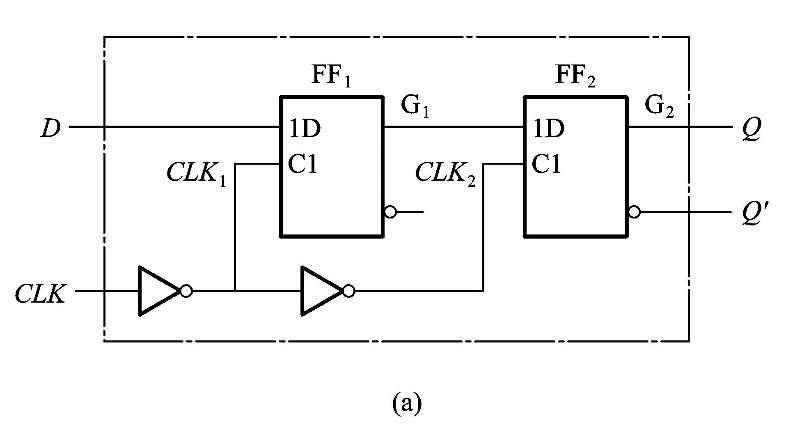 FF₁ FF₂
G₁ G₂
D 1D 1D Q
CLK₁ C1 CLK₂ C1
Q'
CLK
(a)